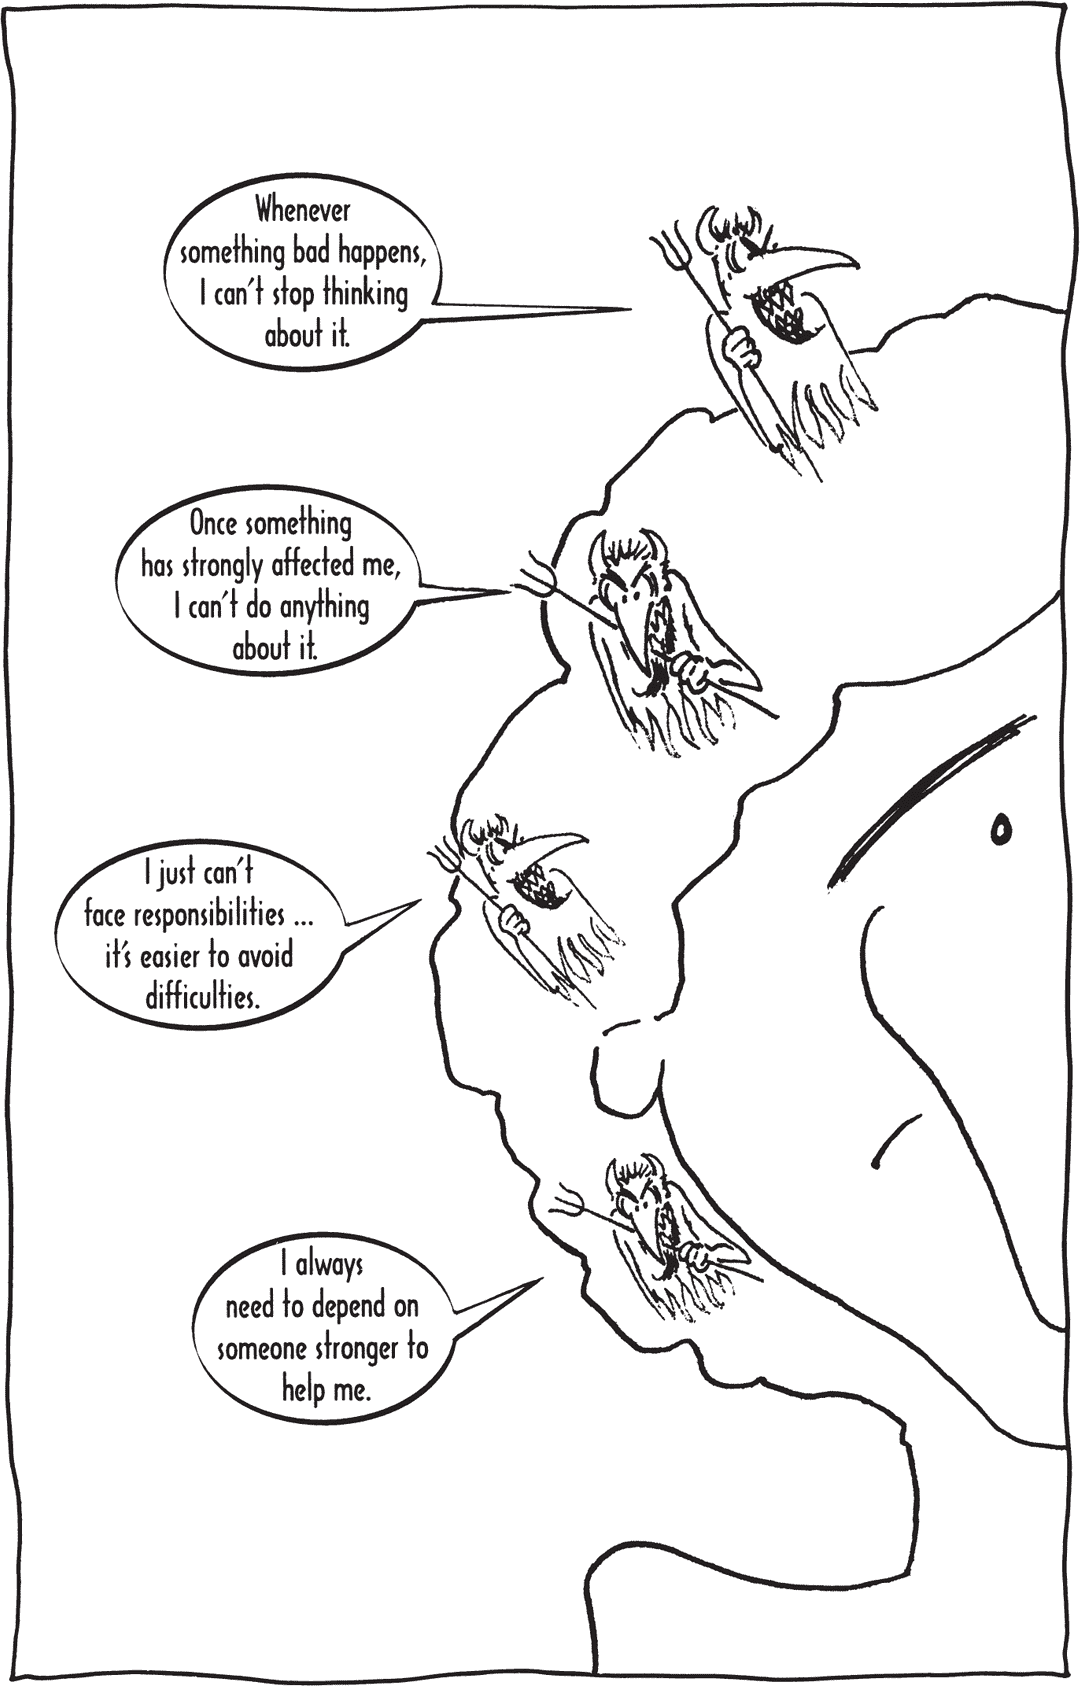 Whenever
something bad happens,
I can't stop thinking
about it.
Once something
has strongly affected me,
I can't do anything
about it.
I just can't
face responsibilities ...
it's easier to avoid
difficulties.
I always
need to depend on
someone stronger to
help me.